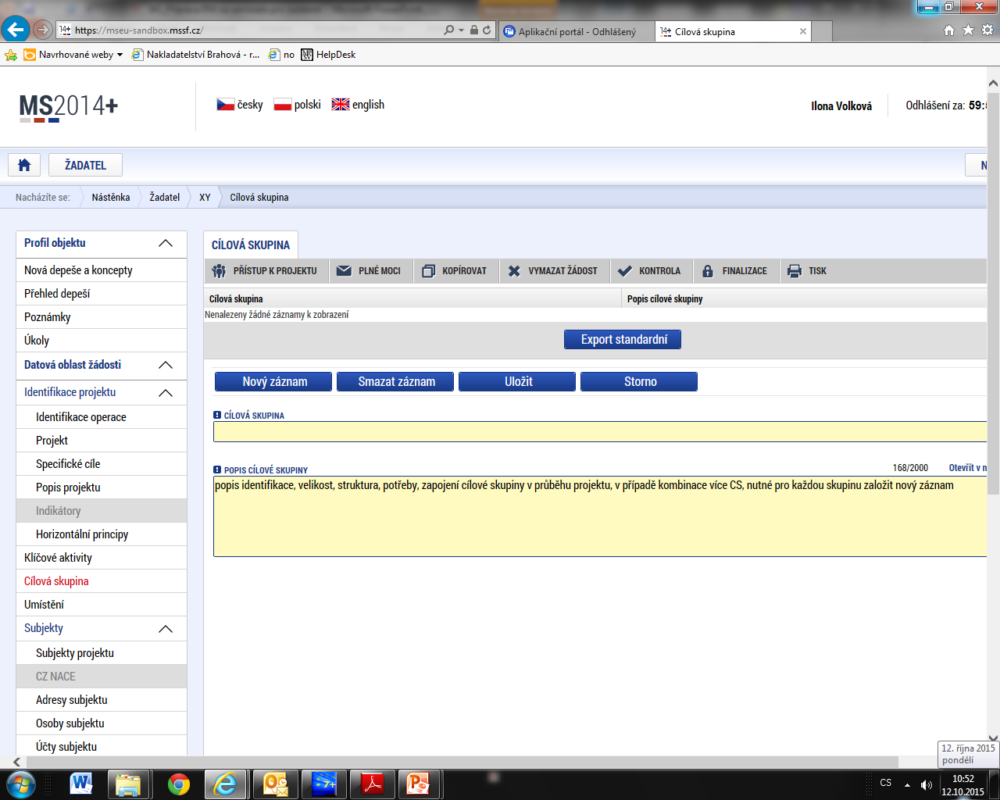 https://mseu-sandbox.mssf.cz/
Aplikační portál - Odhlášený
Cílová skupina
Navrhované weby
Nakladatelství Brahová - r...
no
HelpDesk
MS2014+
česky
polski
english
Ilona Volková
Odhlášení za: 59:
ŽADATEL
N
Nacházíte se:
Nástěnka
Žadatel
XY
Cílová skupina
Profil objektu
Nová depeše a koncepty
Přehled depeší
Poznámky
Úkoly
Datová oblast žádosti
Identifikace projektu
Identifikace operace
Projekt
Specifické cíle
Popis projektu
Indikátory
Horizontální principy
Klíčové aktivity
Cílová skupina
Umístění
Subjekty
Subjekty projektu
CZ NACE
Adresy subjektu
Osoby subjektu
Účty subjektu
CÍLOVÁ SKUPINA
PŘÍSTUP K PROJEKTU
PLNÉ MOCI
KOPÍROVAT
VYMAZAT ŽÁDOST
KONTROLA
FINALIZACE
TISK
Cílová skupina
Popis cílové skupiny
Nenalezeny žádné záznamy k zobrazení
Export standardní
Nový záznam
Smazat záznam
Uložit
Storno
CÍLOVÁ SKUPINA
POPIS CÍLOVÉ SKUPINY
168/2000
Otevřít v n
popis identifikace, velikost, struktura, potřeby, zapojení cílové skupiny v průběhu projektu, v případě kombinace více CS, nutné pro každou skupinu založit nový záznam
12. října 2015
pondělí
CS
10:52
12.10.2015